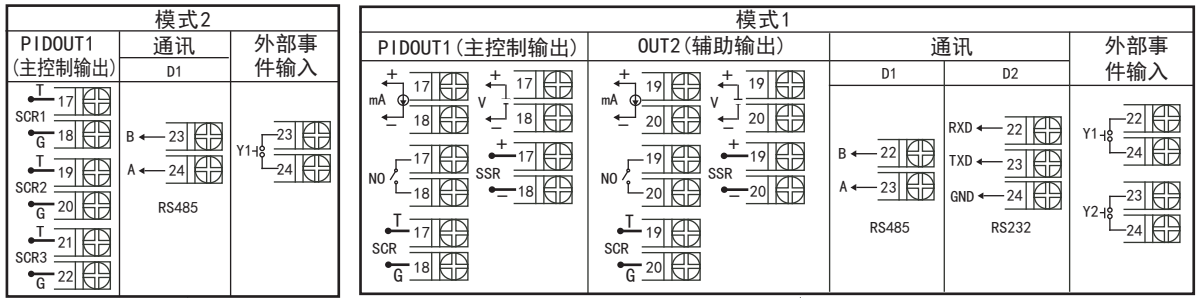 模式2
PIDOUT1
(主控制输出)
通讯
D1
外部事
件输入
T
17
SCR1
18
G
T
19
SCR2
20
G
T
21
SCR3
22
G
B
23
A
24
RS485
Y1
23
24
模式1
PIDOUT1(主控制输出)
OUT2(辅助输出)
通讯
外部事
件输入
D1
D2
+
17
mA
18
−
+
17
V
18
−
17
NO
18
+
17
SSR
18
−
T
17
SCR
18
G
+
19
mA
20
−
+
19
V
20
−
19
NO
20
+
19
SSR
20
−
T
19
SCR
20
G
B
22
A
23
RS485
RXD
22
TXD
23
GND
24
RS232
22
Y1
24
23
Y2
24